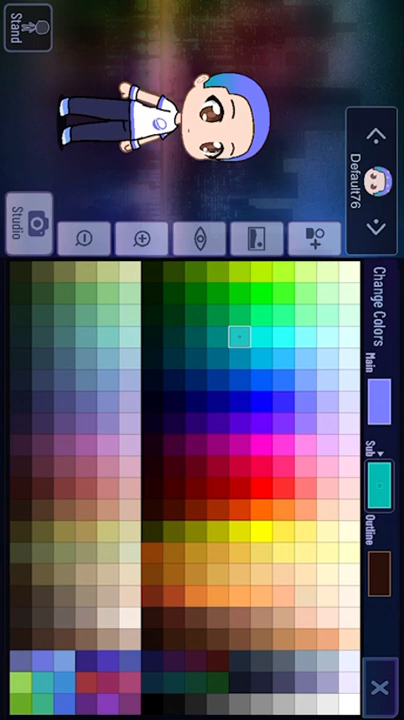 Default76
Stand
Studio
Change Colors
Main
Sub
Outline
X